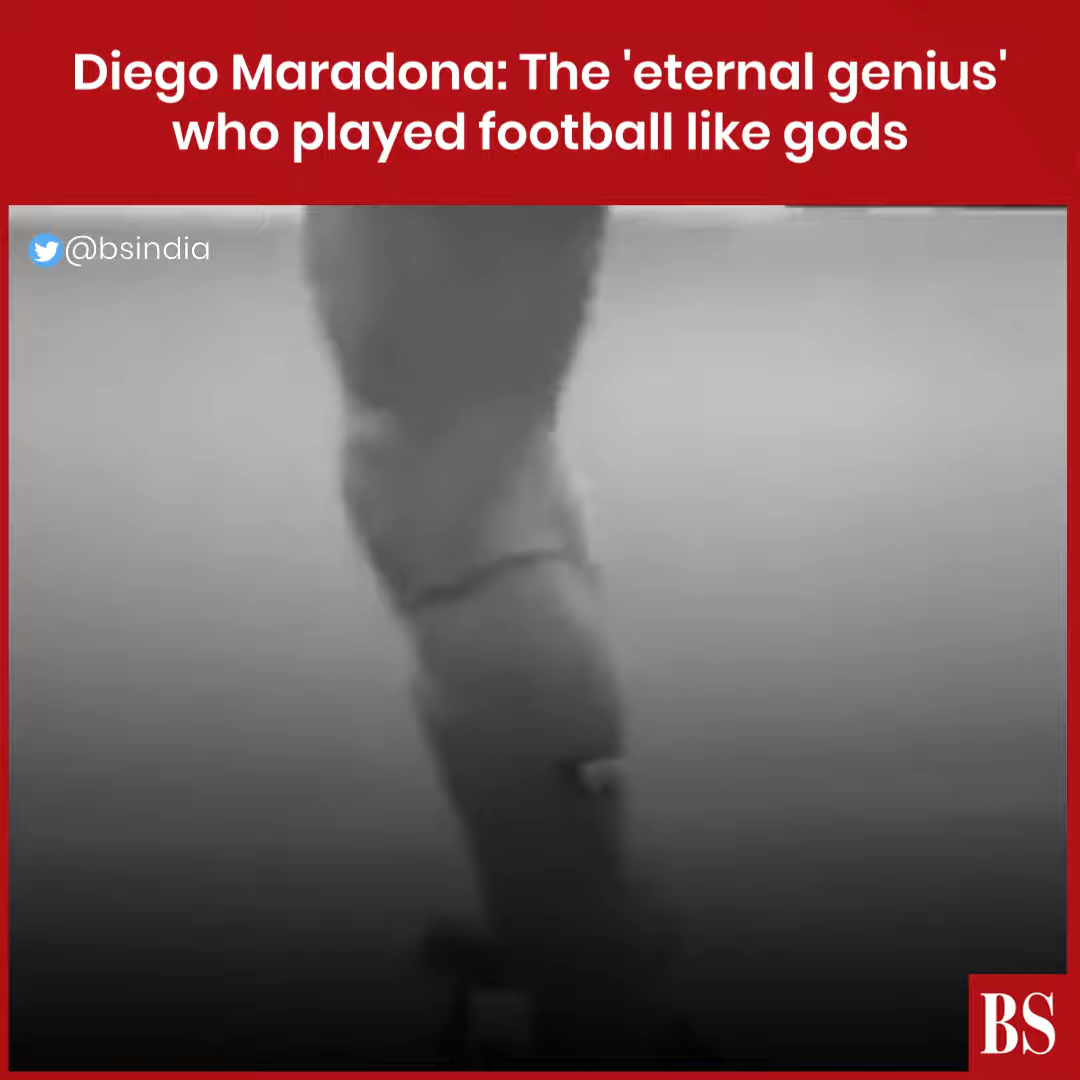 Diego Maradona: The 'eternal genius'
who played football like gods
@bsindia
BS